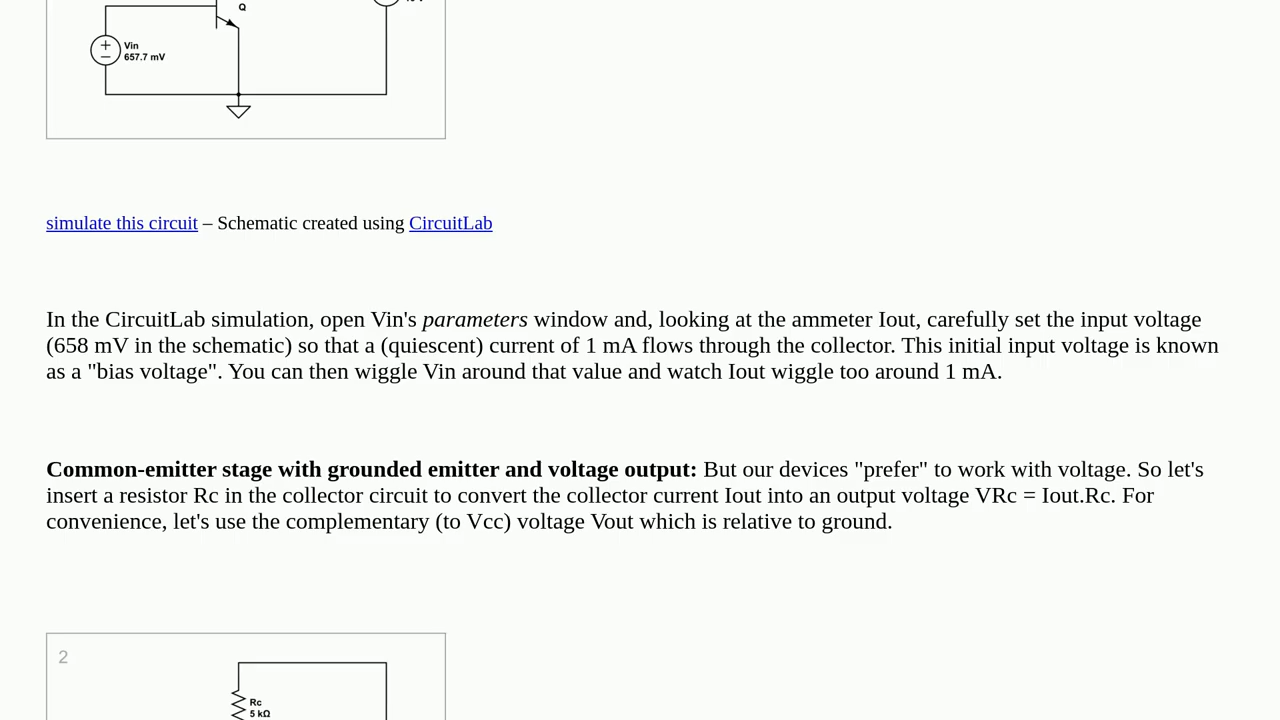 Q
Vin
657.7 mV
simulate this circuit – Schematic created using CircuitLab
In the CircuitLab simulation, open Vin's parameters window and, looking at the ammeter Iout, carefully set the input voltage
(658 mV in the schematic) so that a (quiescent) current of 1 mA flows through the collector. This initial input voltage is known
as a "bias voltage". You can then wiggle Vin around that value and watch Iout wiggle too around 1 mA.
Common-emitter stage with grounded emitter and voltage output: But our devices "prefer" to work with voltage. So let's
insert a resistor Rc in the collector circuit to convert the collector current Iout into an output voltage VRc = Iout.Rc. For
convenience, let's use the complementary (to Vcc) voltage Vout which is relative to ground.
2
Rc
5 kΩ